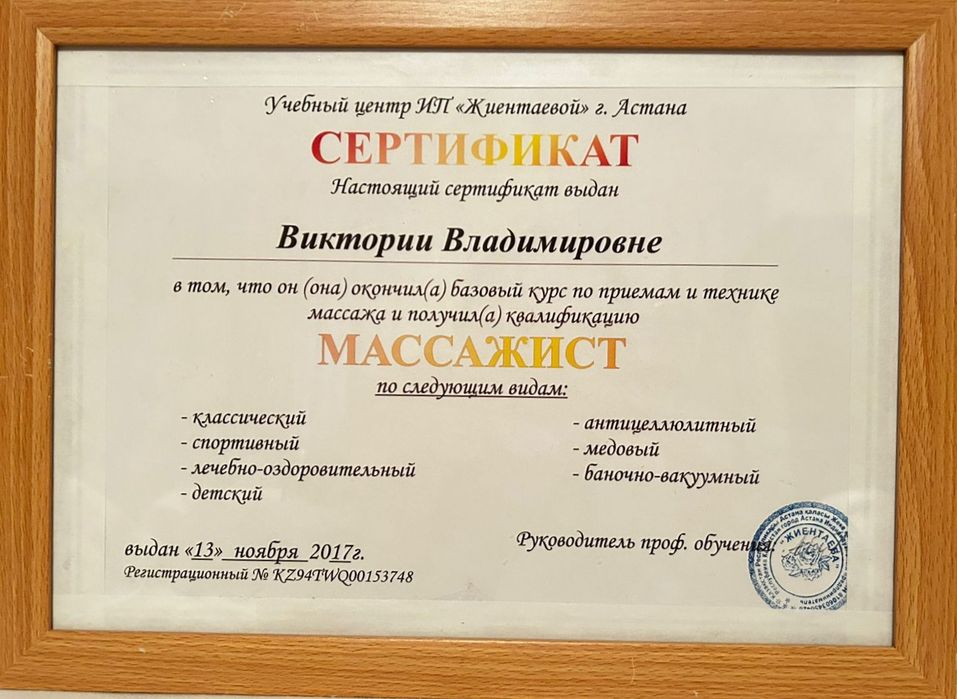 Учебный центр ИП «Жиентаевой» г. Астана
СЕРТИФИКАТ
Настоящий сертификат выдан
Виктории Владимировне
в том, что он (она) окончил(а) базовый курс по приемам и технике
массажа и получил(а) квалификацию
МАССАЖИСТ
по следующим видам:
- классический
- спортивный
- лечебно-оздоровительный
- детский
- антицеллюлитный
- медовый
- баночно-вакуумный
выдан «13» ноября 2017г.
Регистрационный № KZ94TWQ00153748
Руководитель проф. обучения:
"ЖИЕНТАЕВА"